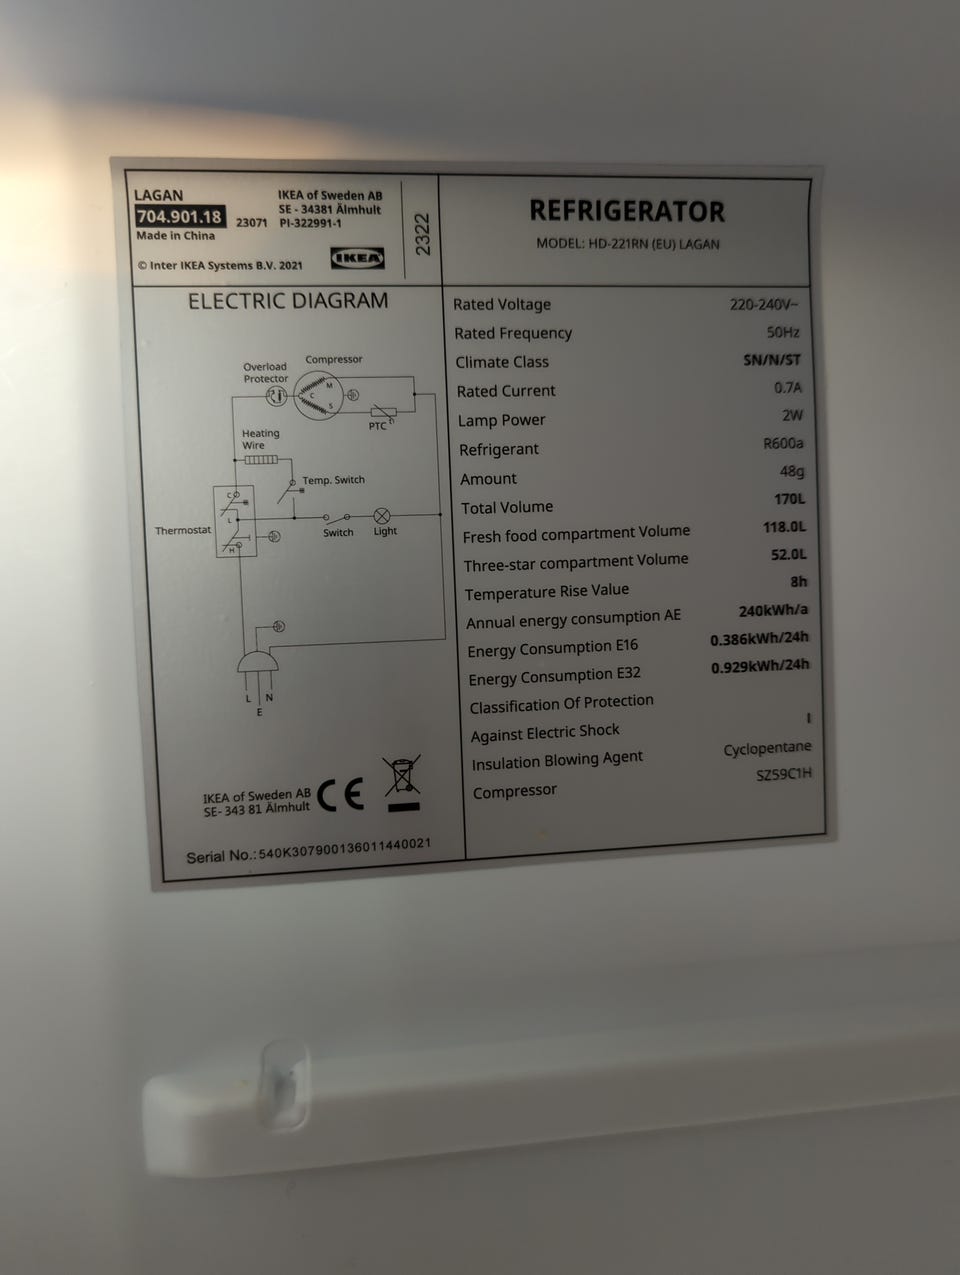 LAGAN
704.901.18
Made in China
23071
IKEA of Sweden AB
SE - 34381 Älmhult
PI-322991-1
© Inter IKEA Systems B.V. 2021
IKEA
2322
REFRIGERATOR
MODEL: HD-221RN (EU) LAGAN
ELECTRIC DIAGRAM
Compressor
Overload
Protector
M
C
S
PTC
Heating
Wire
Temp. Switch
C
L
Thermostat
H
Switch
Light
L N
E
IKEA of Sweden AB
SE- 343 81 Älmhult
CE
Serial No.: 540K307900136011440021
Rated Voltage 220-240V~
Rated Frequency 50Hz
Climate Class SN/N/ST
Rated Current 0.7A
Lamp Power 2W
Refrigerant R600a
Amount 48g
Total Volume 170L
Fresh food compartment Volume 118.0L
Three-star compartment Volume 52.0L
Temperature Rise Value 8h
Annual energy consumption AE 240kWh/a
Energy Consumption E16 0.386kWh/24h
Energy Consumption E32 0.929kWh/24h
Classification Of Protection
Against Electric Shock I
Insulation Blowing Agent Cyclopentane
Compressor SZ59C1H